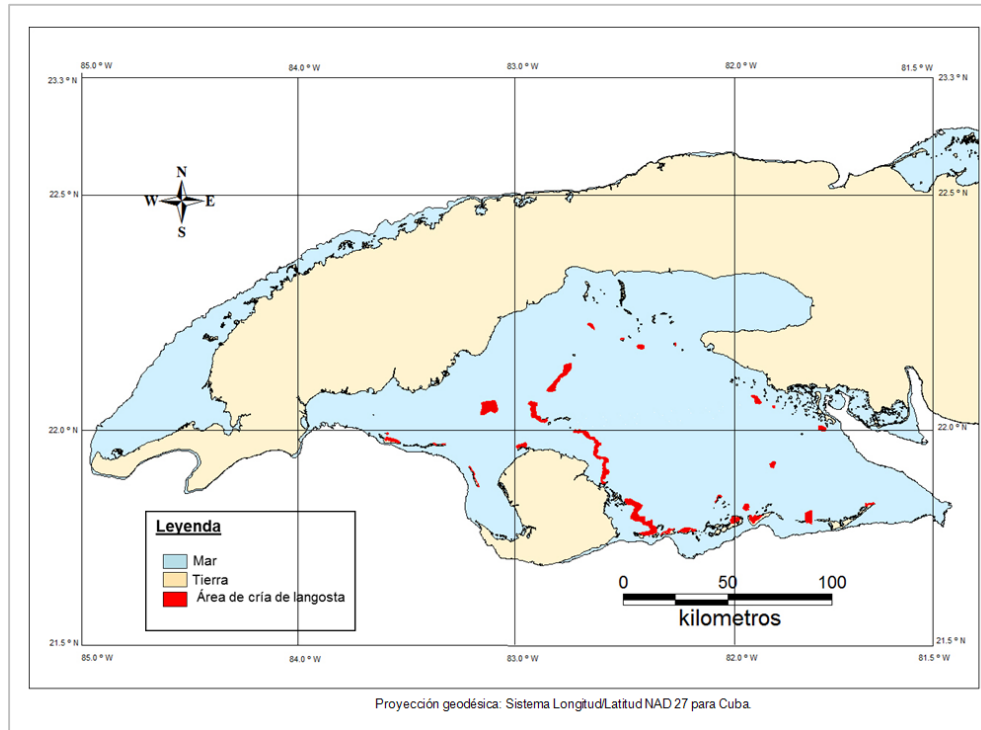 85.0 ° W 84.0 ° W 83.0 ° W 82.0 ° W 81.5 ° W
23.3 ° N 23.3 ° N
N
W E
S
22.5 ° N 22.5 ° N
22.0 ° N 22.0 ° N
Leyenda
Mar
Tierra
Área de cría de langosta
0 50 100
kilometros
21.5 ° N 21.5 ° N
85.0 ° W 84.0 ° W 83.0 ° W 82.0 ° W 81.5 ° W
Proyección geodésica: Sistema Longitud/Latitud NAD 27 para Cuba.